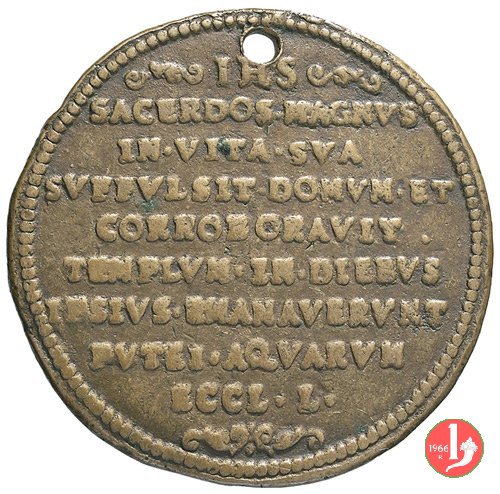 IHS
SACERDOS·MAGNVS
IN·VITA·SVA
SVFFVLSIT·DOMVM·ET
CORROBORAVIT·
TEMPLVM·IN·DIEBVS
IPSIVS·EMANAVERVNT
PVTEI·AQVARVM
ECCL·L·
1966
R